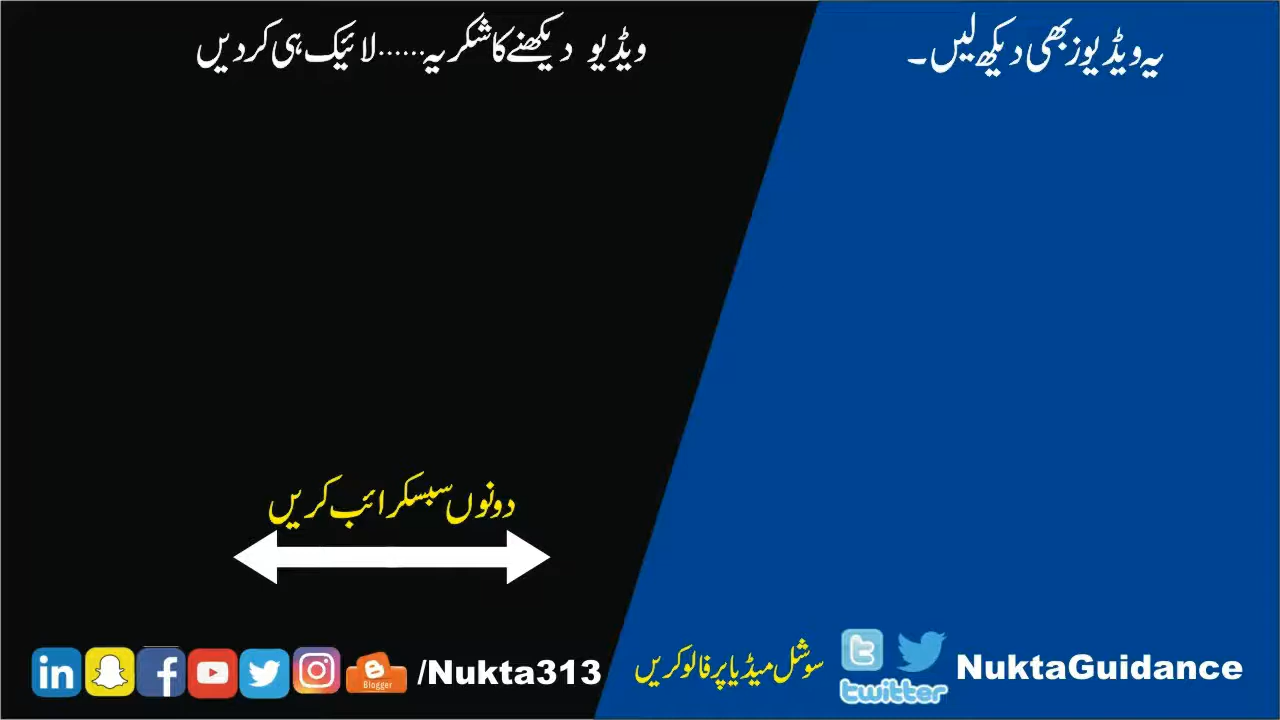 ویڈیو دیکھنے کا شکریہ......لائیک ہی کر دیں
یہ ویڈیوز بھی دیکھ لیں۔
دونوں سبسکرائب کریں
in Blogger /Nukta313
سوشل میڈیا پر فالو کریں
twitter NuktaGuidance